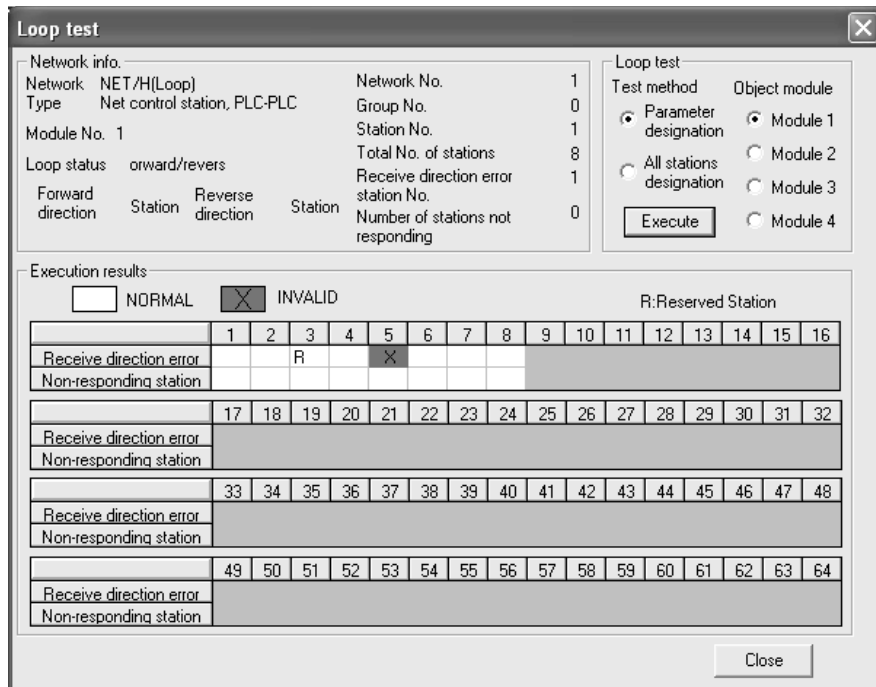 Loop test
Network info.
Network NET/H(Loop)
Type Net control station, PLC-PLC
Module No. 1
Loop status orward/revers
Forward direction Station Reverse direction Station
Network No. 1
Group No. 0
Station No. 1
Total No. of stations 8
Receive direction error station No. 1
Number of stations not responding 0
Loop test
Test method Object module
Parameter designation
All stations designation
Module 1
Module 2
Module 3
Module 4
Execute
Execution results
NORMAL X INVALID R:Reserved Station
1 2 3 4 5 6 7 8 9 10 11 12 13 14 15 16
Receive direction error R X
Non-responding station
17 18 19 20 21 22 23 24 25 26 27 28 29 30 31 32
Receive direction error
Non-responding station
33 34 35 36 37 38 39 40 41 42 43 44 45 46 47 48
Receive direction error
Non-responding station
49 50 51 52 53 54 55 56 57 58 59 60 61 62 63 64
Receive direction error
Non-responding station
Close